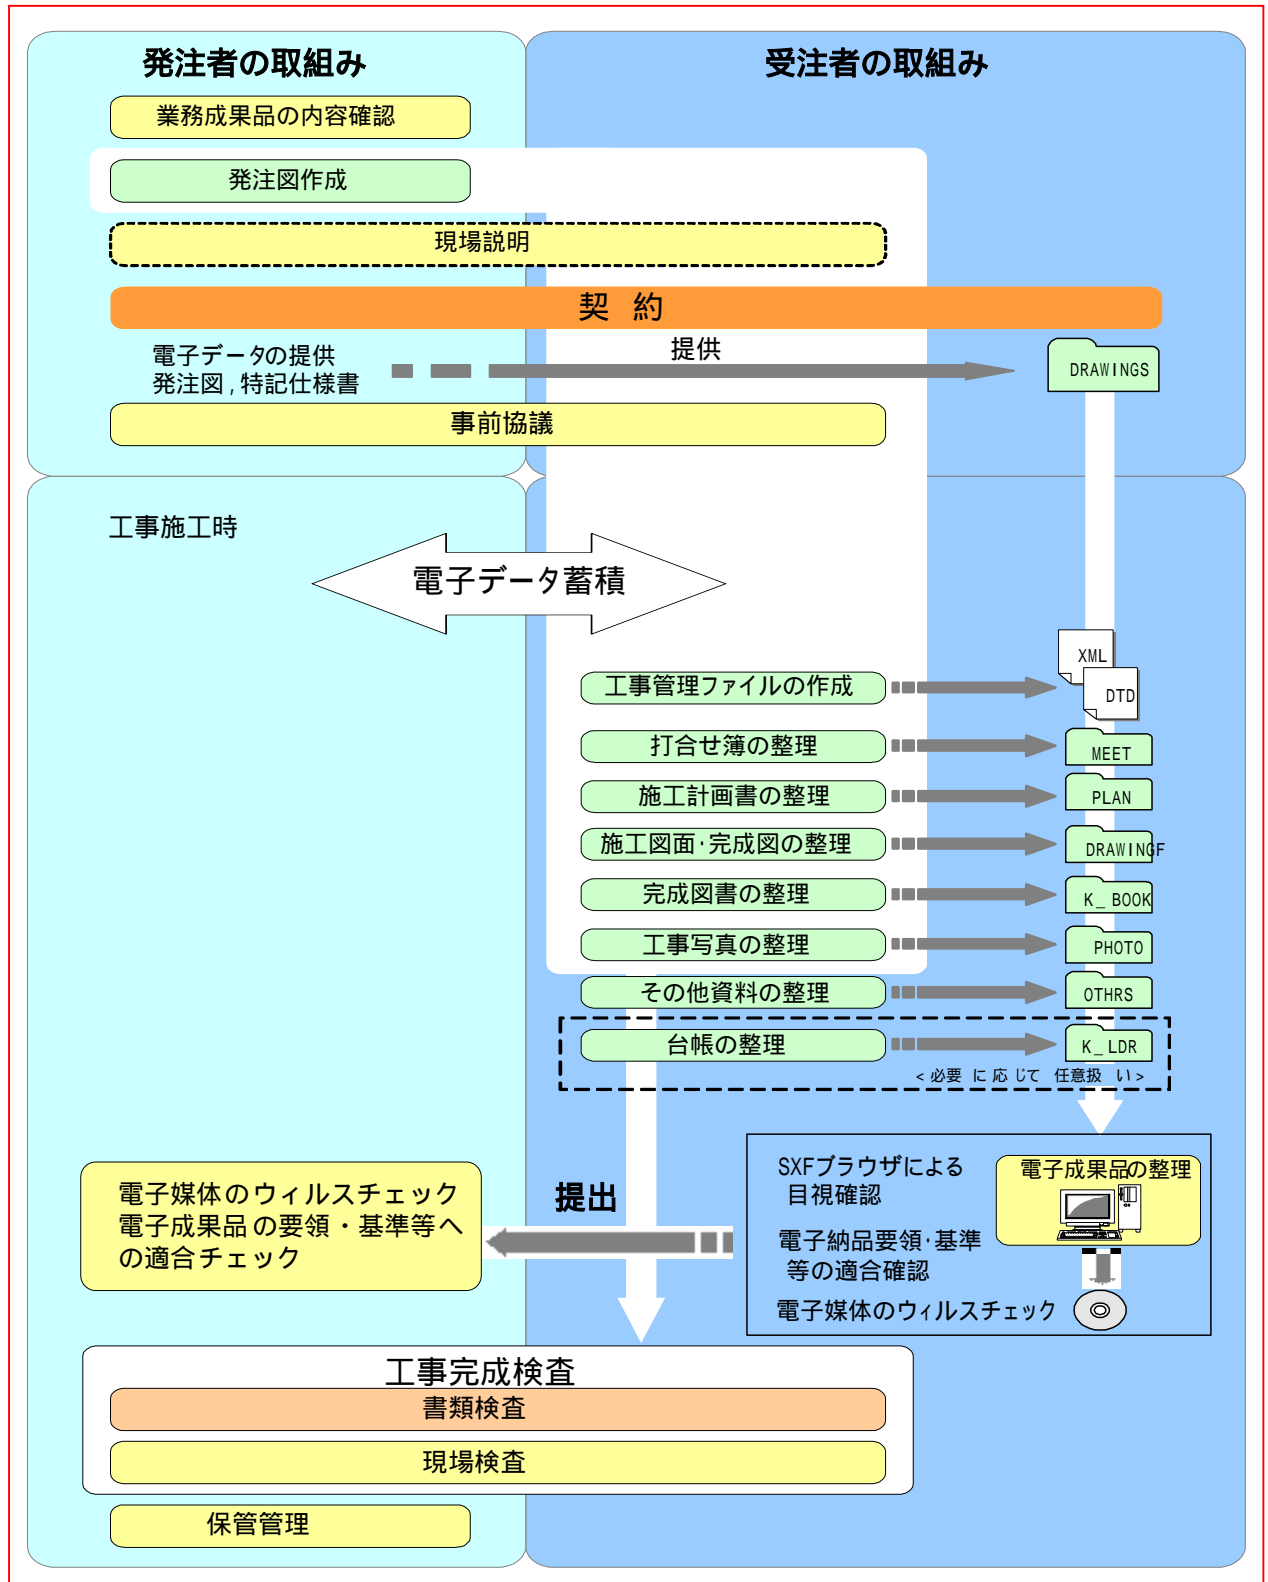 発注者の取組み
受注者の取組み
業務成果品の内容確認
発注図作成
現場説明
契 約
電子データの提供
発注図,特記仕様書
提供
DRAWINGS
事前協議
工事施工時
電子データ蓄積
XML
DTD
工事管理ファイルの作成
打合せ簿の整理
MEET
施工計画書の整理
PLAN
施工図面・完成図の整理
DRAWINGF
完成図書の整理
K_BOOK
工事写真の整理
PHOTO
その他資料の整理
OTHRS
台帳の整理
K_LDR
<必要に応じて 任意扱い>
SXFブラウザによる
目視確認
電子納品要領・基準
等の適合確認
電子媒体のウィルスチェック
電子成果品の整理
提出
電子媒体のウィルスチェック
電子成果品の要領・基準等へ
の適合チェック
工事完成検査
書類検査
現場検査
保管管理